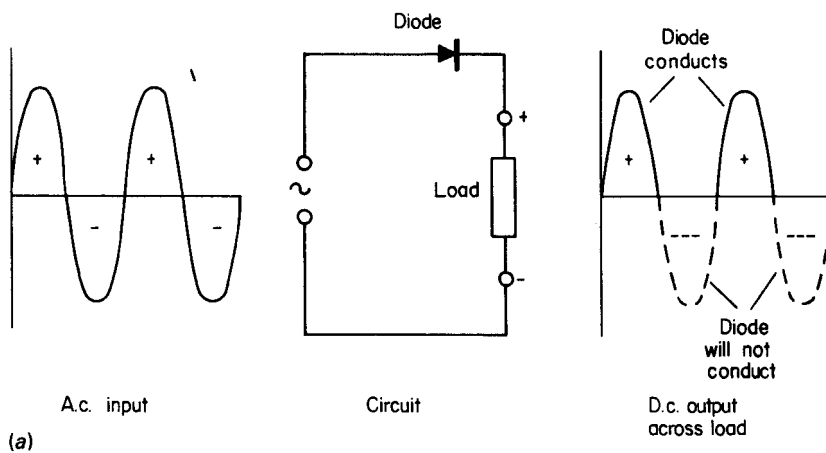 Diode
Diode
conducts
+
+
-
-
+
Load
-
+
+
Diode
will not
conduct
A.c. input
Circuit
D.c. output
across load
(a)